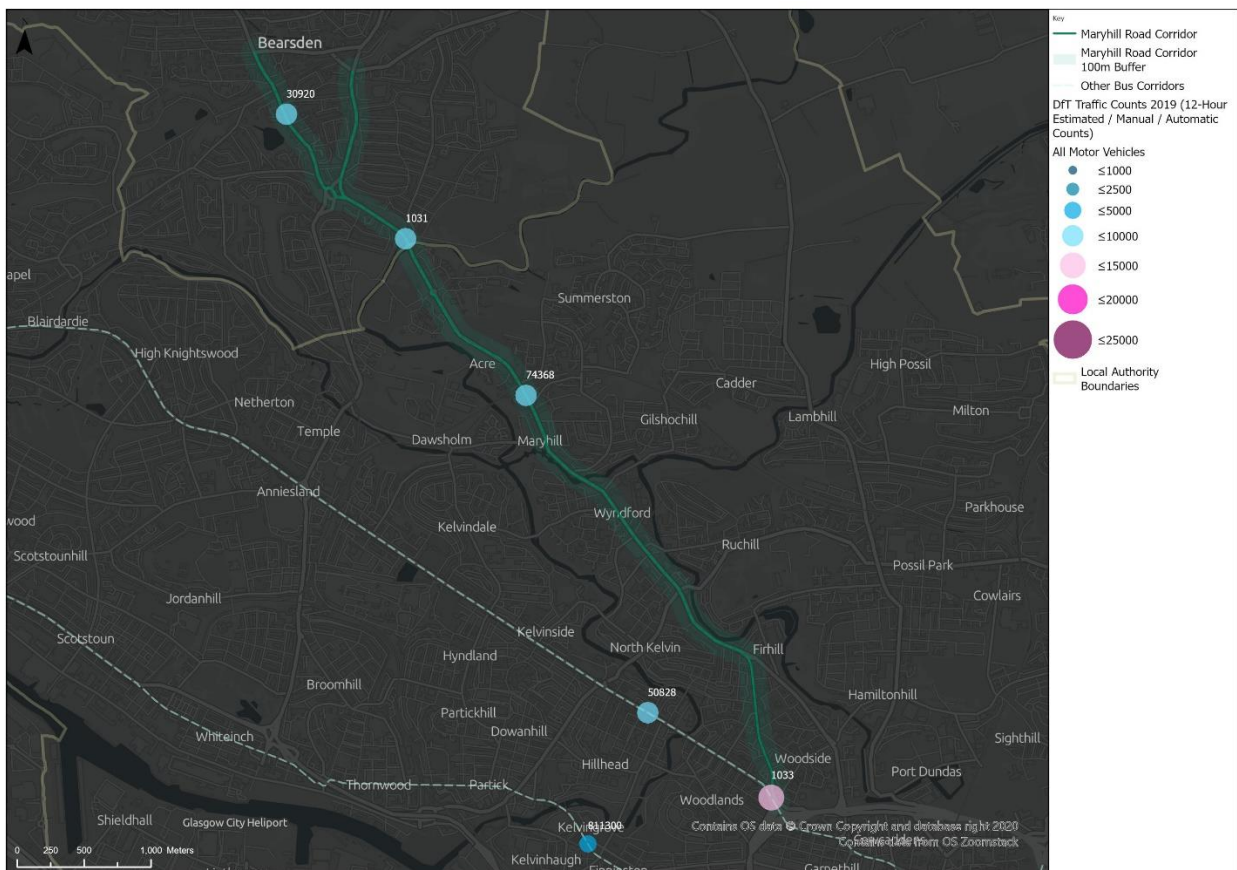 Bearsden
30920
1031
Summerston
apel
Blairdardie
High Knightswood
Acre
High Possil
74368
Cadder
Netherton
Milton
Lambhill
Gilshochill
Temple
Dawsholm
Maryhill
Anniesland
Parkhouse
wood
Wyndford
Kelvindale
Scotstounhill
Ruchill
Possil Park
Jordanhill
Cowlairs
Scotstoun
Kelvinside
North Kelvin
Firhill
Hyndland
Broomhill
50828
Hamiltonhill
Partickhill
Dowanhill
Whiteinch
Sighthill
Hillhead
Woodside
Port Dundas
1033
Thornwood
Partick
Woodlands
Shieldhall
Glasgow City Heliport
811300
Kelvingrove
Contains OS data © Crown Copyright and database right 2020
Contains data from OS Zoomstack
Cowcaddens
0 250 500 1,000 Meters
Kelvinhaugh
Finnieston
Garnethill
Key
Maryhill Road Corridor
Maryhill Road Corridor
100m Buffer
Other Bus Corridors
DfT Traffic Counts 2019 (12-Hour
Estimated / Manual / Automatic
Counts)
All Motor Vehicles
≤1000
≤2500
≤5000
≤10000
≤15000
≤20000
≤25000
Local Authority
Boundaries